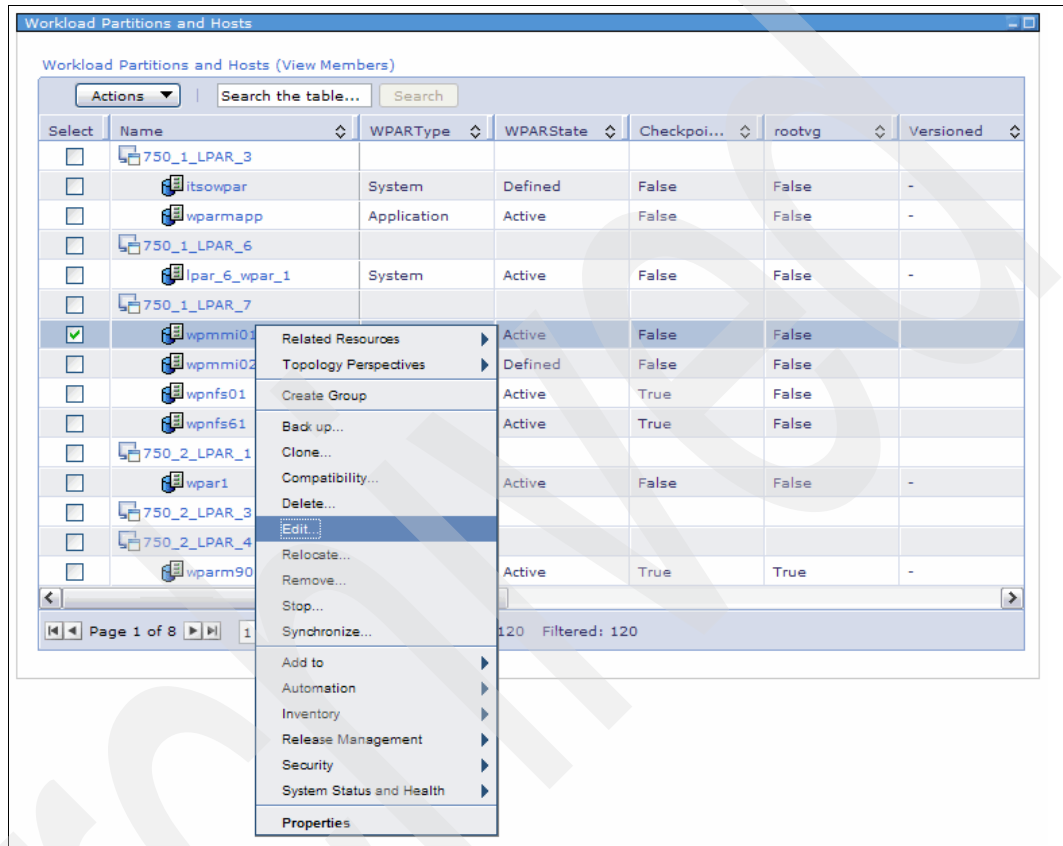 Workload Partitions and Hosts
Workload Partitions and Hosts (View Members)
Actions | Search the table... Search
Select Name WPARType WPARState Checkpoi... rootvg Versioned
750_1_LPAR_3
itsowpar System Defined False False -
wparmapp Application Active False False -
750_1_LPAR_6
lpar_6_wpar_1 System Active False False -
750_1_LPAR_7
wpmmi01 Active False False
wpmmi02 Defined False False
wpnfs01 Active True False
wpnfs61 Active True False
750_2_LPAR_1
wpar1 Active False False -
750_2_LPAR_3
750_2_LPAR_4
wparm90 Active True True -
Page 1 of 8 1 120 Filtered: 120
Related Resources
Topology Perspectives
Create Group
Back up...
Clone...
Compatibility...
Delete...
Edit...
Relocate...
Remove...
Stop...
Synchronize...
Add to
Automation
Inventory
Release Management
Security
System Status and Health
Properties